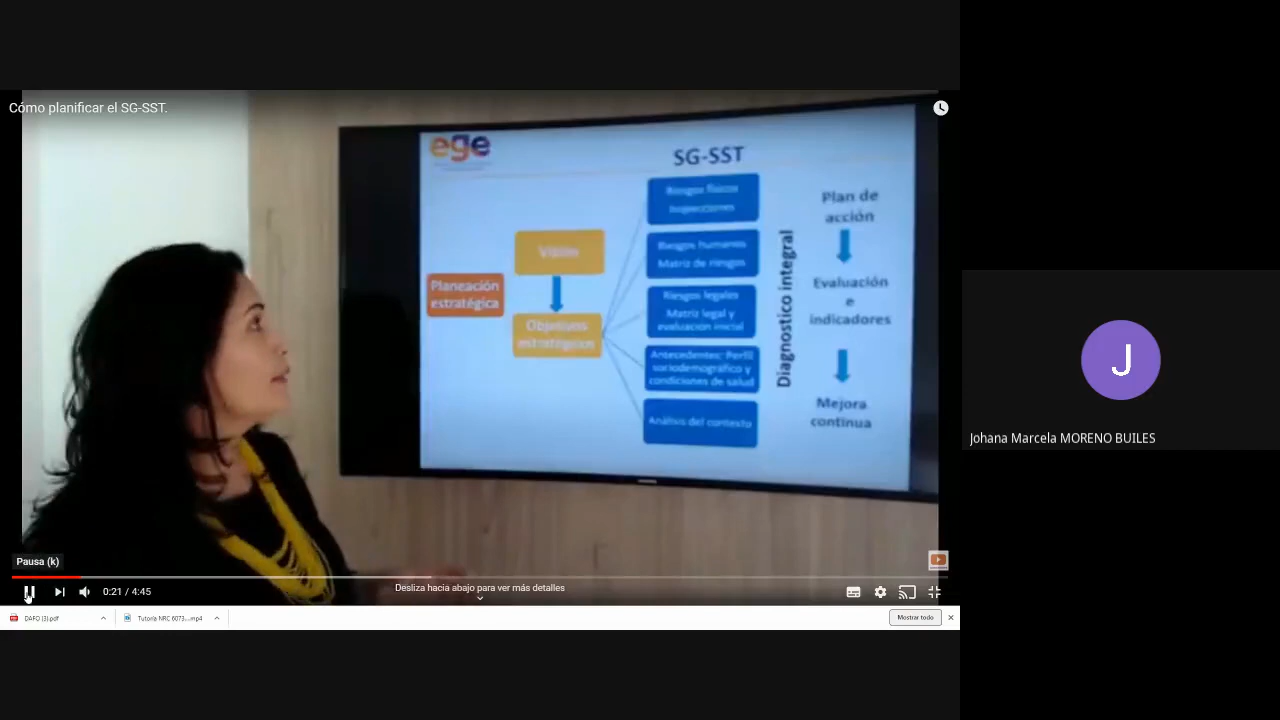 Cómo planificar el SG-SST.
ege
SG-SST
Planeación
estratégica
Visión
Objetivos
estratégicos
Riesgos físicos
Inspecciones
Riesgos humanos
Matriz de riesgos
Riesgos legales
Matriz legal y
evaluación inicial
Antecedentes: Perfil
sociodemográfico y
condiciones de salud
Análisis del contexto
Diagnostico integral
Plan de
acción
Evaluación
e
indicadores
Mejora
continua
J
Johana Marcela MORENO BUILES
Pausa (k)
0:21 / 4:45
Desliza hacia abajo para ver más detalles
DAFO (3).pdf
Tutoría NRC 6073....mp4
Mostrar todo